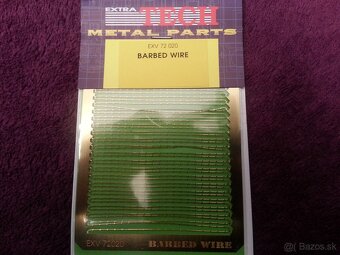 EXTRA
TECH
METAL PARTS
EXV 72 020
BARBED WIRE
EXV 72020
BARBED WIRE
Bazos.sk